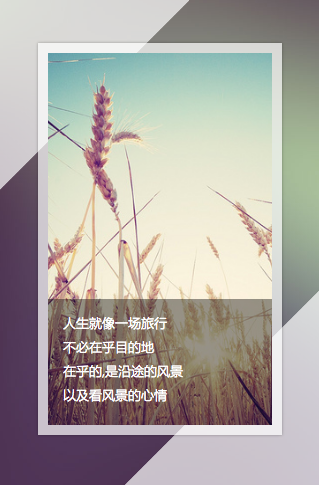 人生就像一场旅行
不必在乎目的地
在乎的,是沿途的风景
以及看风景的心情